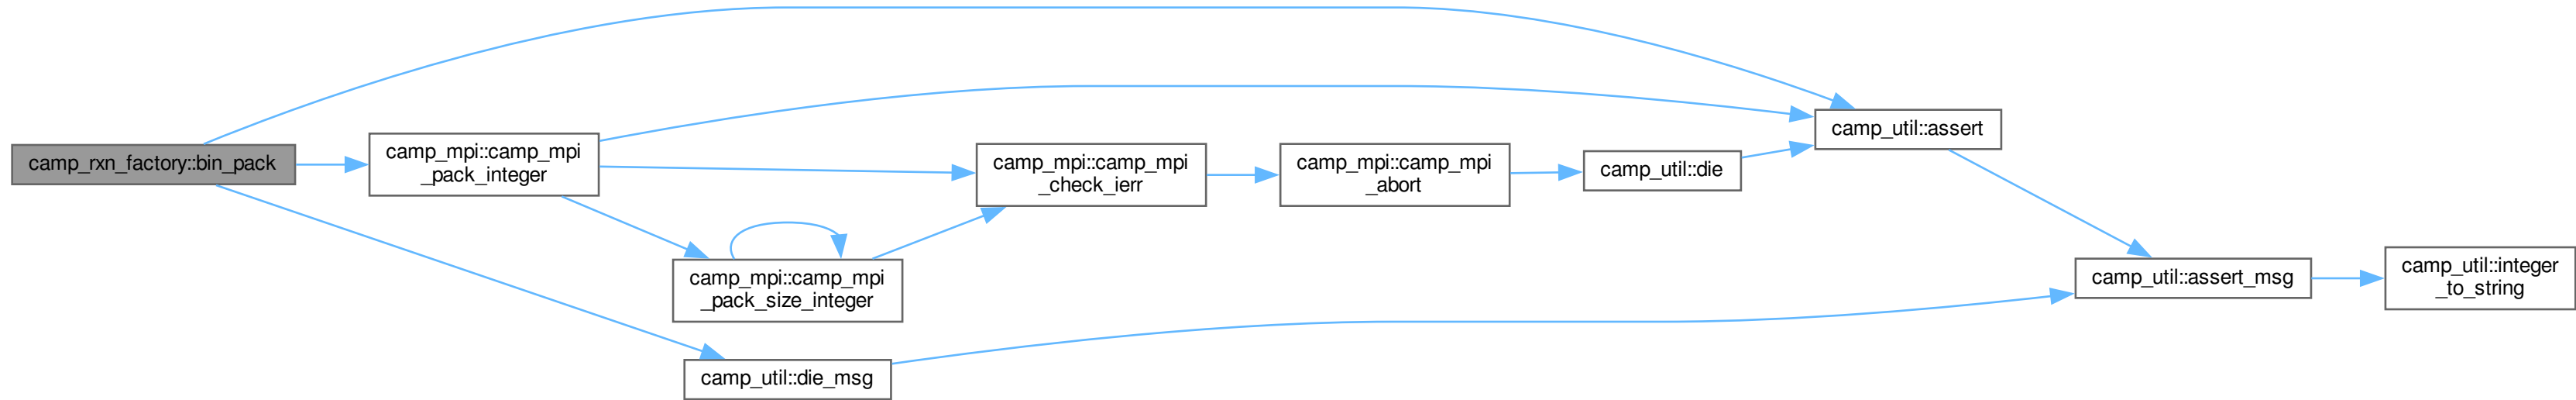 camp_rxn_factory::bin_pack
camp_mpi::camp_mpi
_pack_integer
camp_mpi::camp_mpi
_pack_size_integer
camp_util::die_msg
camp_mpi::camp_mpi
_check_ierr
camp_mpi::camp_mpi
_abort
camp_util::die
camp_util::assert
camp_util::assert_msg
camp_util::integer
_to_string